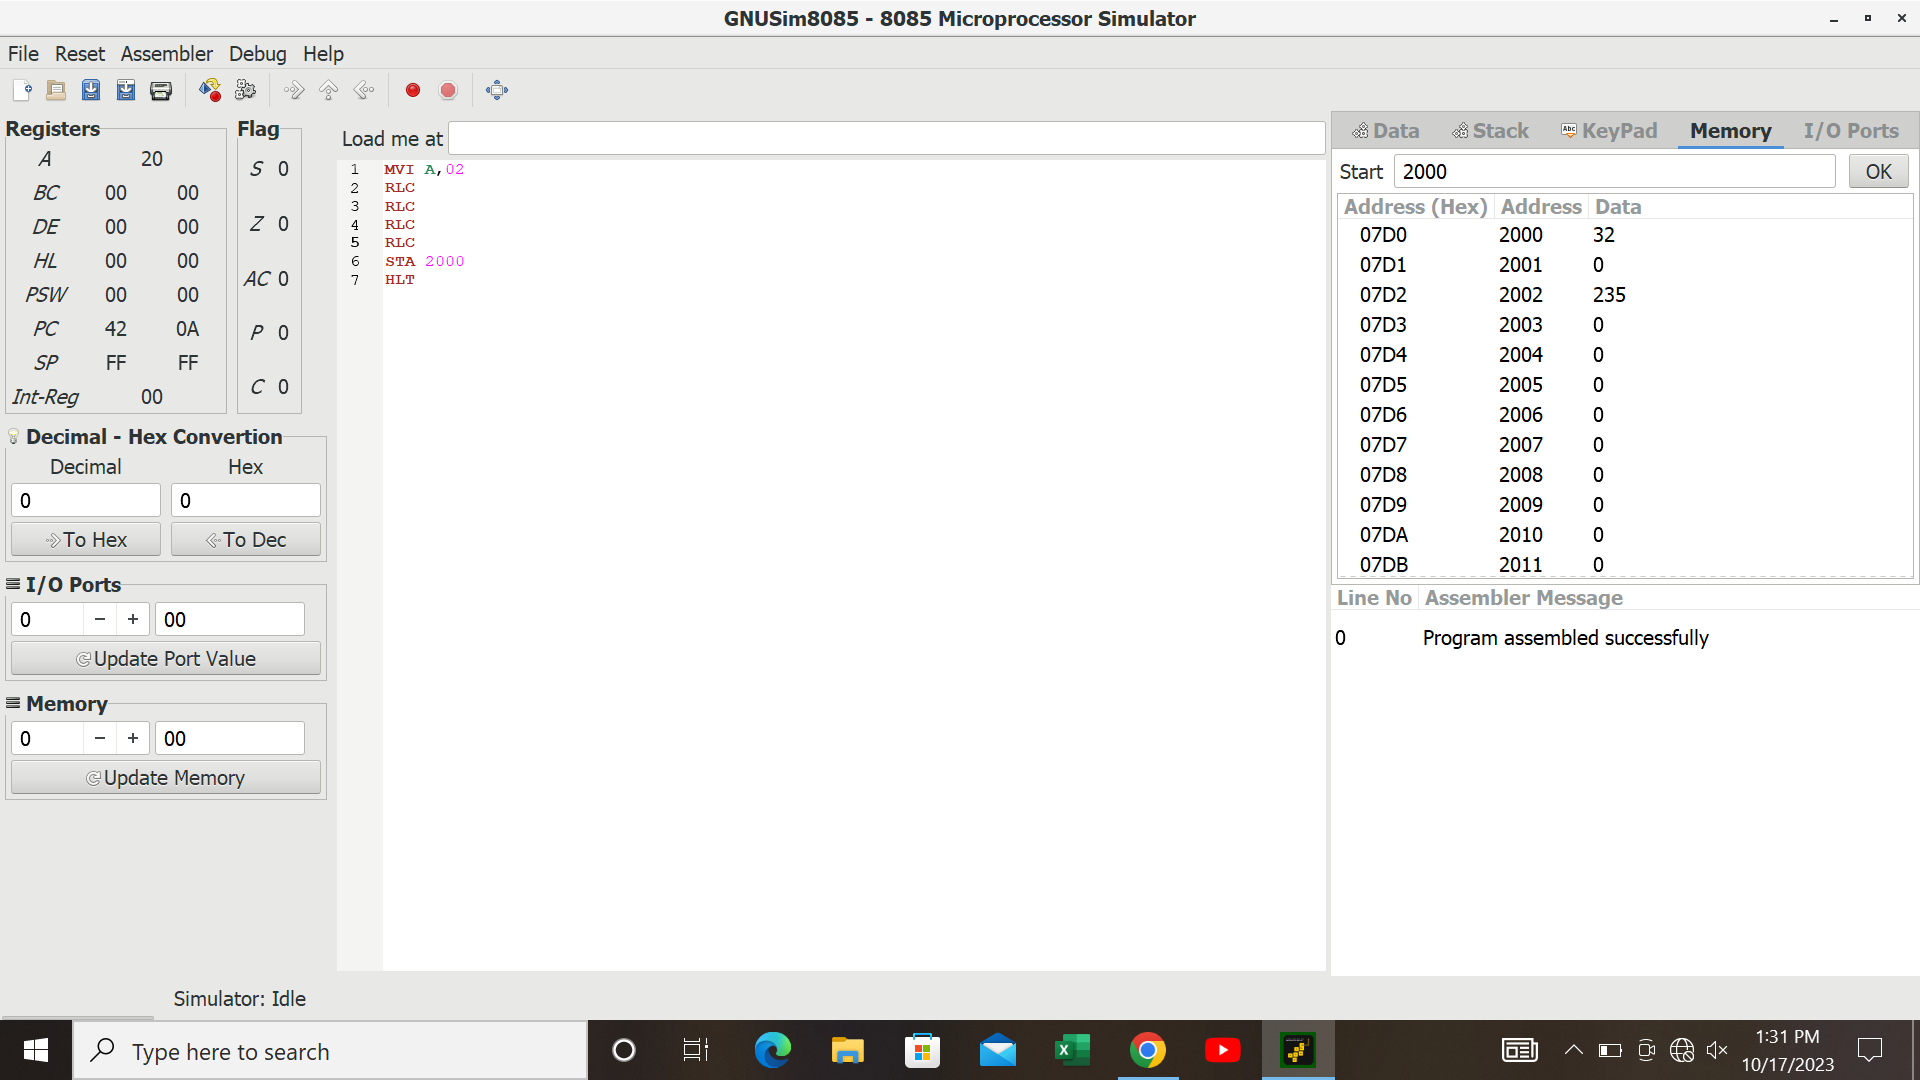 GNUSim8085 - 8085 Microprocessor Simulator
File Reset Assembler Debug Help
Registers
A 20
BC 00 00
DE 00 00
HL 00 00
PSW 00 00
PC 42 0A
SP FF FF
Int-Reg 00
Flag
S 0
Z 0
AC 0
P 0
C 0
Decimal - Hex Convertion
Decimal Hex
0 0
To Hex To Dec
I/O Ports
0 − + 00
Update Port Value
Memory
0 − + 00
Update Memory
Load me at
1 MVI A,02
2 RLC
3 RLC
4 RLC
5 RLC
6 STA 2000
7 HLT
Data Stack Abc KeyPad Memory I/O Ports
Start 2000 OK
Address (Hex) Address Data
07D0 2000 32
07D1 2001 0
07D2 2002 235
07D3 2003 0
07D4 2004 0
07D5 2005 0
07D6 2006 0
07D7 2007 0
07D8 2008 0
07D9 2009 0
07DA 2010 0
07DB 2011 0
Line No Assembler Message
0 Program assembled successfully
Simulator: Idle
Type here to search
1:31 PM
10/17/2023